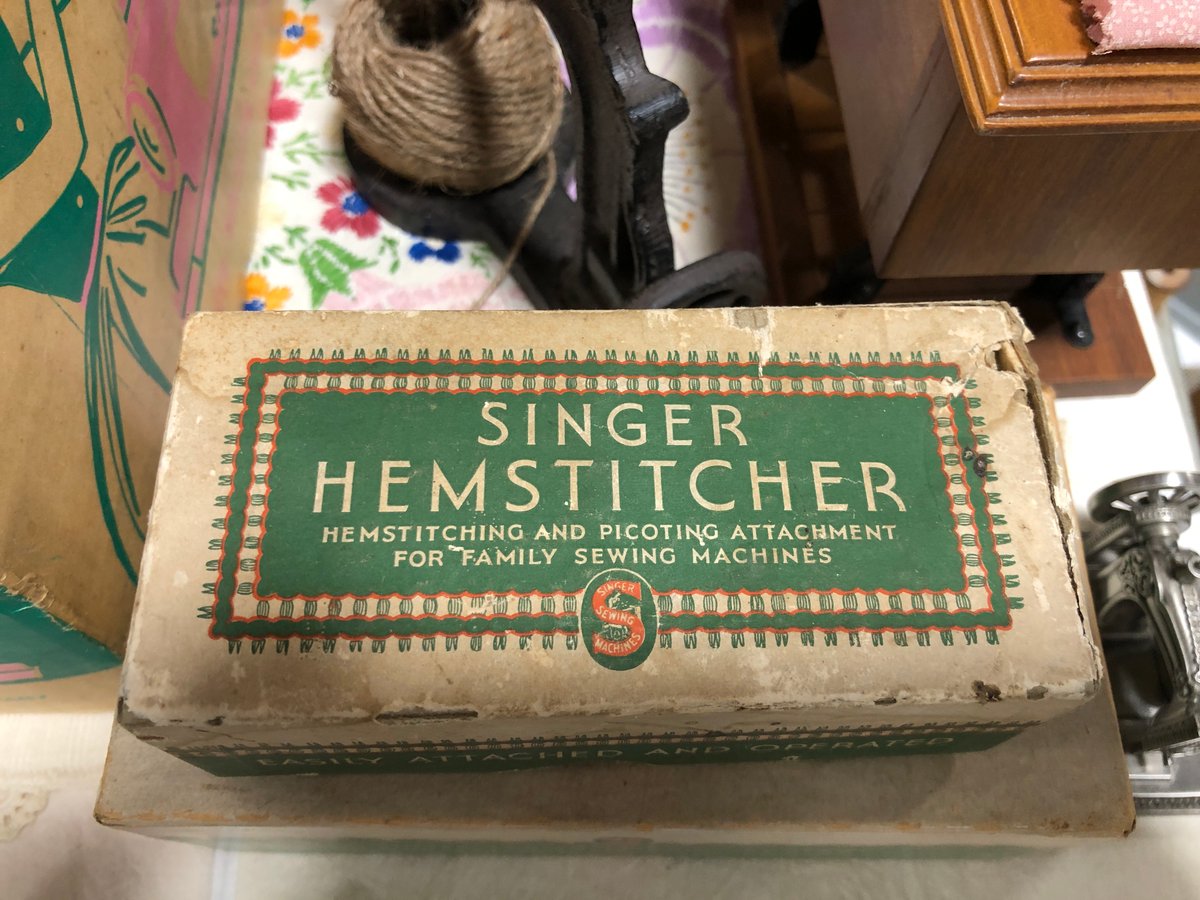 SINGER
HEMSTITCHER
HEMSTITCHING AND PICOTING ATTACHMENT
FOR FAMILY SEWING MACHINES
SINGER
SEWING
MACHINES
EASILY ATTACHED AND OPERATED